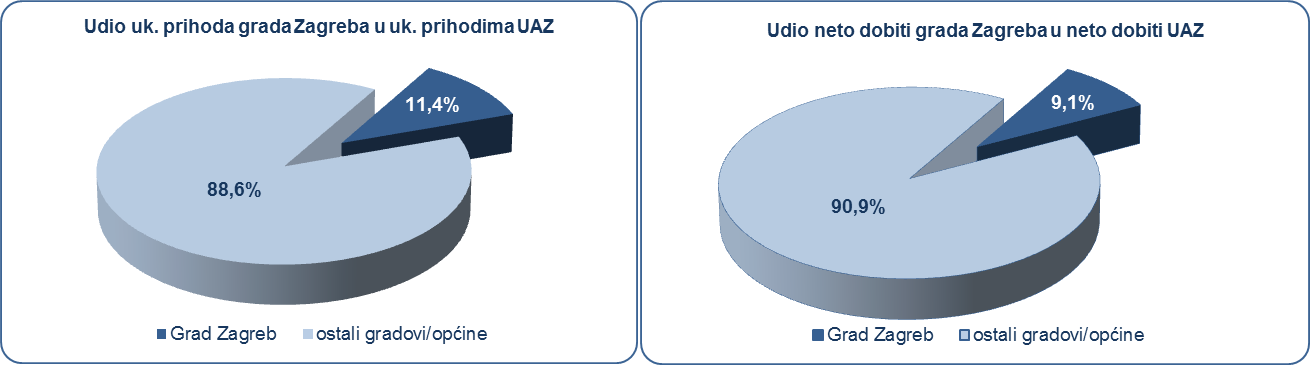 Udio uk. prihoda grada Zagreba u uk. prihodima UAZ
11,4%
88,6%
Grad Zagreb ostali gradovi/općine
Udio neto dobiti grada Zagreba u neto dobiti UAZ
9,1%
90,9%
Grad Zagreb ostali gradovi/općine